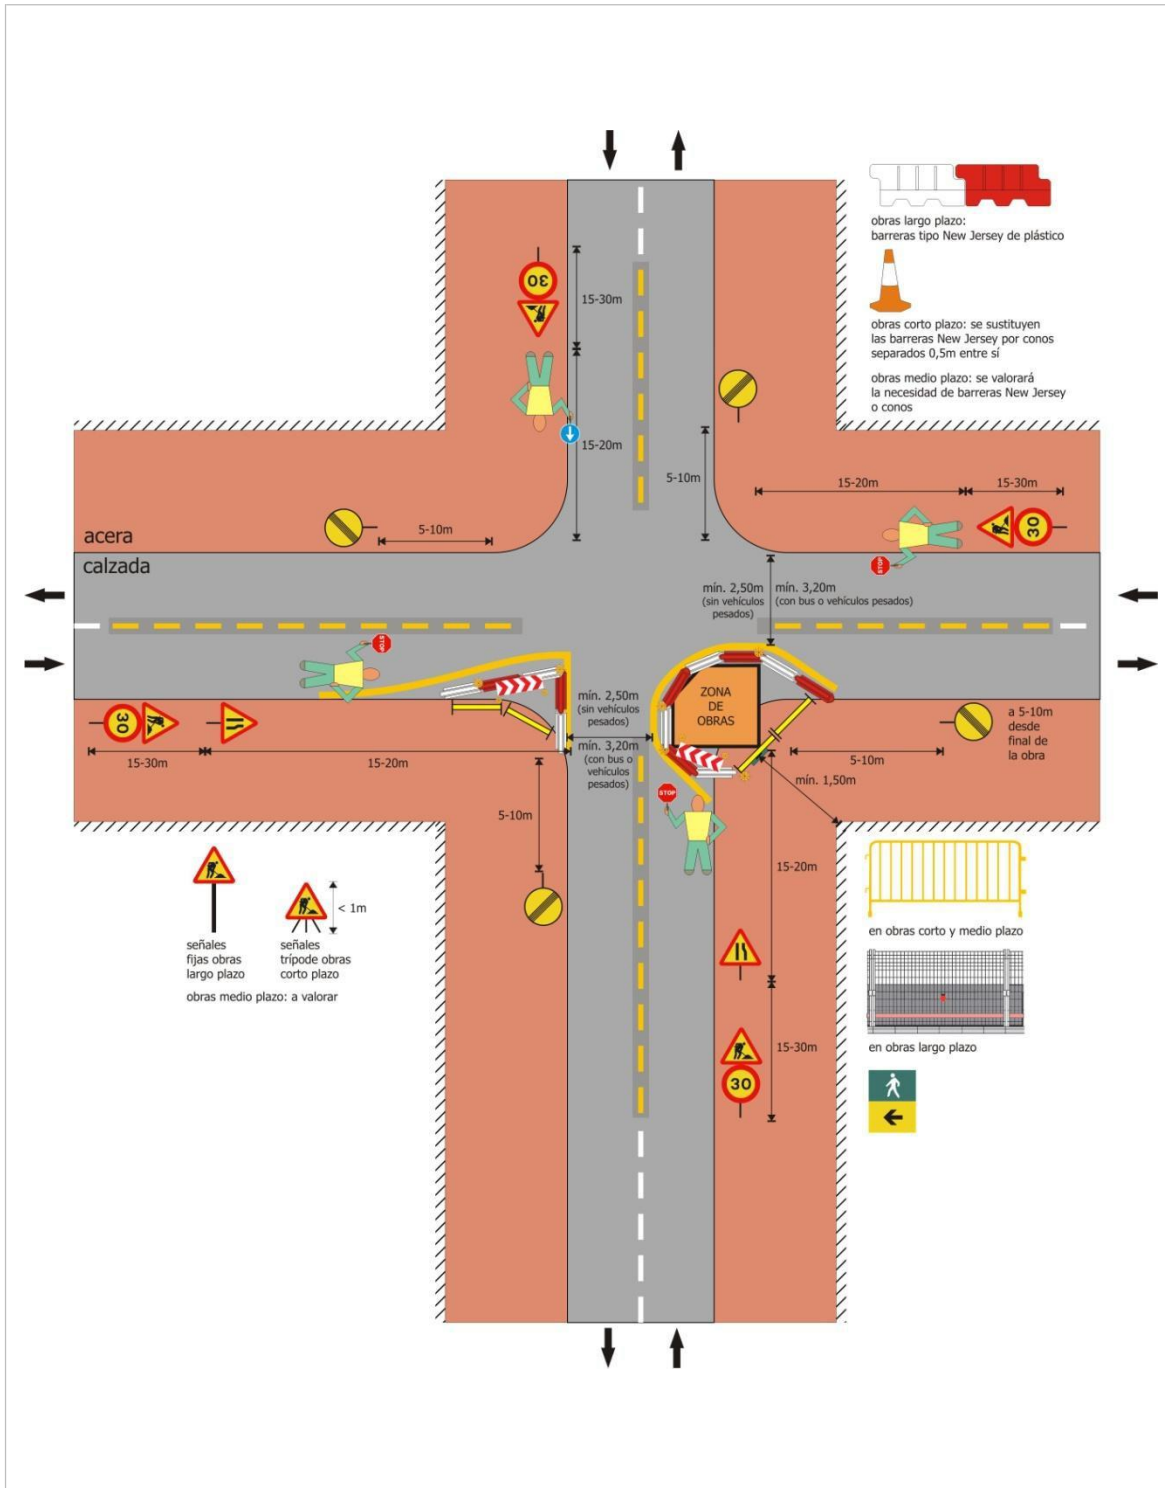 obras largo plazo:
barreras tipo New Jersey de plástico
30
15-30m
obras corto plazo: se sustituyen
las barreras New Jersey por conos
separados 0,5m entre sí
obras medio plazo: se valorará
la necesidad de barreras New Jersey
o conos
15-20m
5-10m
15-20m
15-30m
30
5-10m
acera
calzada
STOP
mín. 2,50m
(sin vehículos
pesados)
mín. 3,20m
(con bus o vehículos pesados)
STOP
ZONA
DE
OBRAS
mín. 2,50m
(sin vehículos
pesados)
30
a 5-10m
desde
final de
la obra
mín. 3,20m
(con bus o
vehículos
pesados)
15-30m
15-20m
5-10m
mín. 1,50m
STOP
5-10m
15-20m
< 1m
señales
fijas obras
largo plazo
señales
trípode obras
corto plazo
obras medio plazo: a valorar
en obras corto y medio plazo
15-30m
30
en obras largo plazo